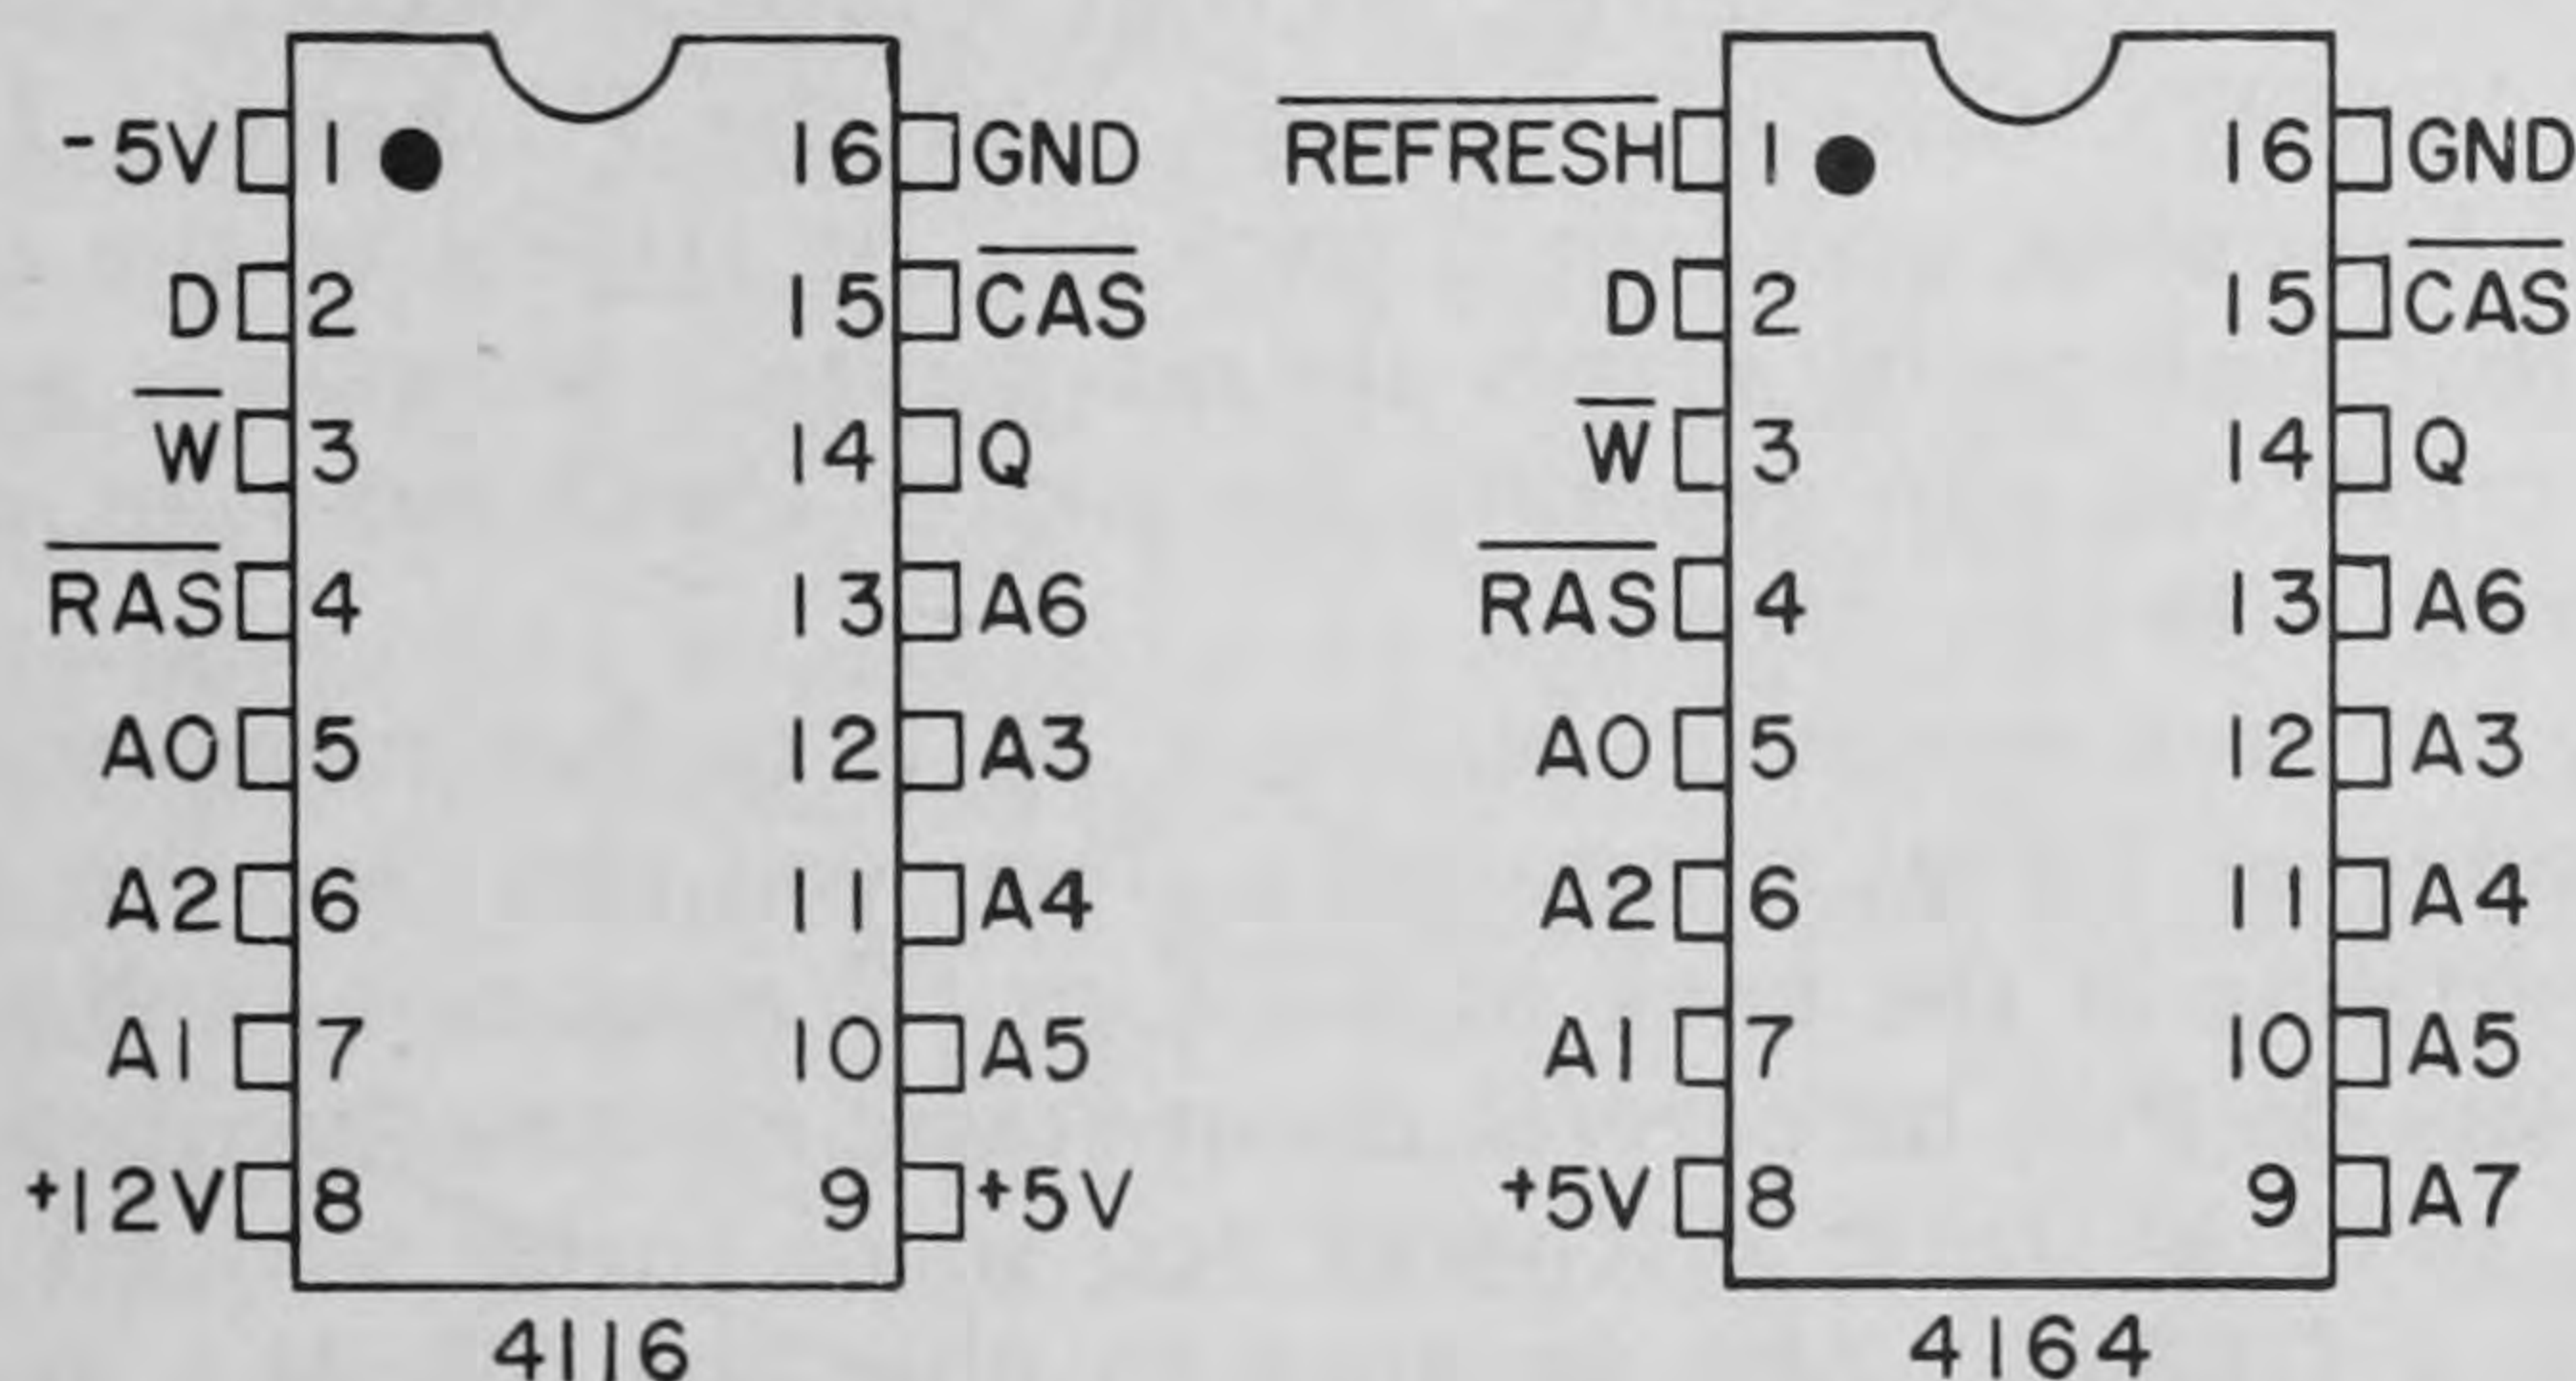 -5V 1 16 GND REFRESH 1 16 GND
D 2 15 CAS D 2 15 CAS
W 3 14 Q W 3 14 Q
RAS 4 13 A6 RAS 4 13 A6
A0 5 12 A3 A0 5 12 A3
A2 6 11 A4 A2 6 11 A4
A1 7 10 A5 A1 7 10 A5
+12V 8 9 +5V +5V 8 9 A7
4116 4164